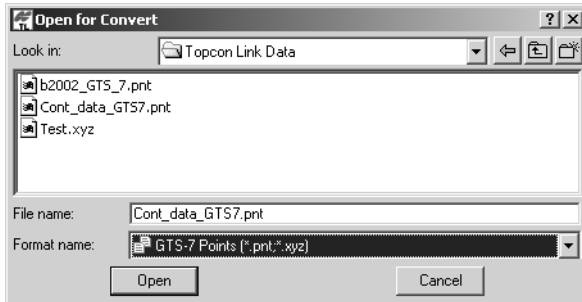 Open for Convert
Look in: Topcon Link Data
b2002_GTS_7.pnt
Cont_data_GTS7.pnt
Test.xyz
File name: Cont_data_GTS7.pnt
Format name: GTS-7 Points (*.pnt;*.xyz)
Open Cancel